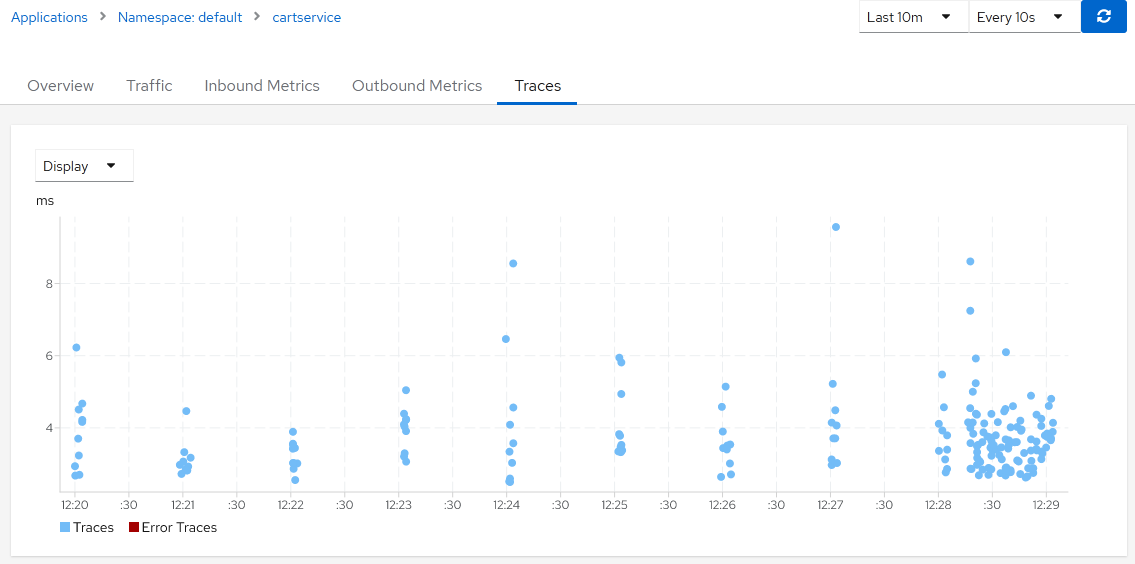 Applications > Namespace: default > cartservice
Last 10m Every 10s
Overview Traffic Inbound Metrics Outbound Metrics Traces
Display
ms
8
6
4
12:20 :30 12:21 :30 12:22 :30 12:23 :30 12:24 :30 12:25 :30 12:26 :30 12:27 :30 12:28 :30 12:29
Traces Error Traces